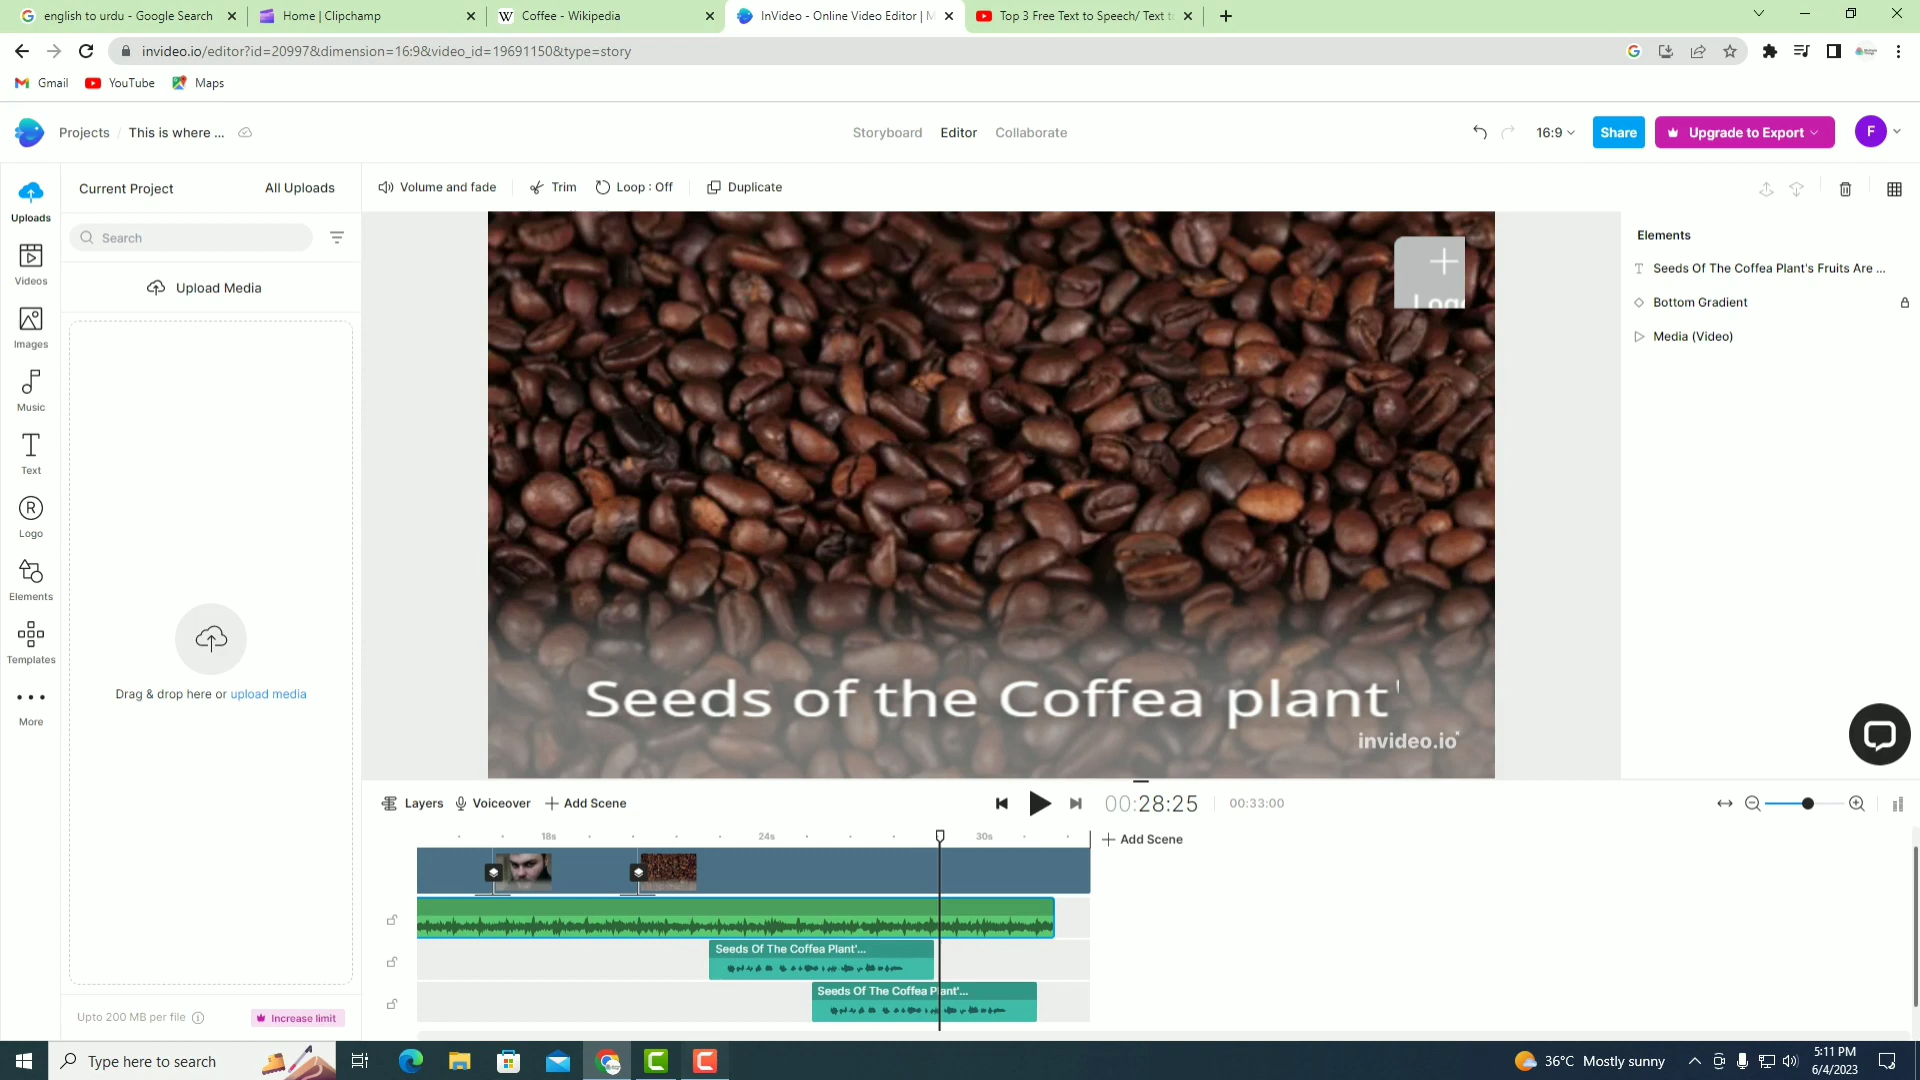 english to urdu - Google Search
Home | Clipchamp
Coffee - Wikipedia
InVideo - Online Video Editor | M
Top 3 Free Text to Speech/ Text to
invideo.io/editor?id=20997&dimension=16:9&video_id=19691150&type=story
Gmail
YouTube
Maps
Projects / This is where ...
Storyboard
Editor
Collaborate
16:9
Share
Upgrade to Export
F
Current Project
All Uploads
Volume and fade
Trim
Loop : Off
Duplicate
Uploads
Search
Upload Media
Videos
Images
Music
Text
Logo
Elements
Templates
More
Drag & drop here or upload media
Upto 200 MB per file
Increase limit
Seeds of the Coffea plant'
invideo.io
Elements
Seeds Of The Coffea Plant's Fruits Are ...
Bottom Gradient
Media (Video)
Layers
Voiceover
Add Scene
00:28:25
00:33:00
18s
24s
30s
Add Scene
Seeds Of The Coffea Plant'...
Seeds Of The Coffea Plant'...
Type here to search
36°C Mostly sunny
5:11 PM
6/4/2023